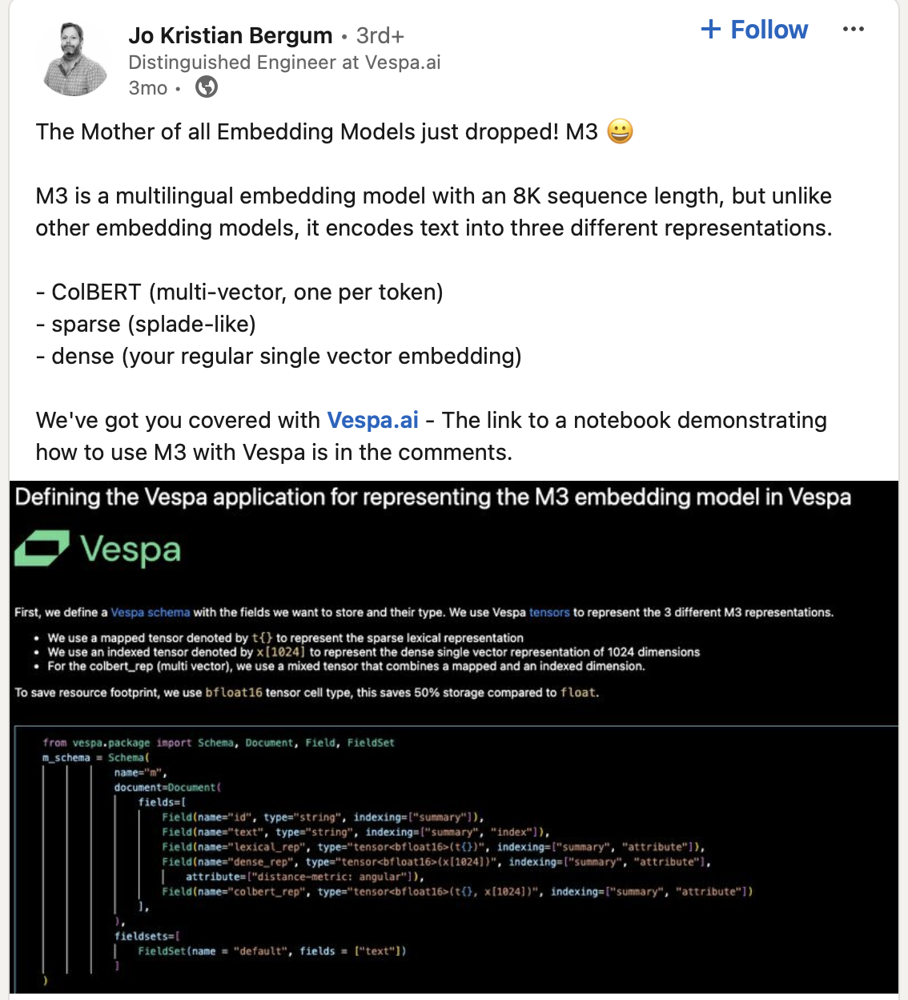 Jo Kristian Bergum • 3rd+
+ Follow
Distinguished Engineer at Vespa.ai
3mo •
The Mother of all Embedding Models just dropped! M3 😀
M3 is a multilingual embedding model with an 8K sequence length, but unlike
other embedding models, it encodes text into three different representations.
- ColBERT (multi-vector, one per token)
- sparse (splade-like)
- dense (your regular single vector embedding)
We've got you covered with Vespa.ai - The link to a notebook demonstrating
how to use M3 with Vespa is in the comments.
Defining the Vespa application for representing the M3 embedding model in Vespa
Vespa
First, we define a Vespa schema with the fields we want to store and their type. We use Vespa tensors to represent the 3 different M3 representations.
• We use a mapped tensor denoted by t{} to represent the sparse lexical representation
• We use an indexed tensor denoted by x[1024] to represent the dense single vector representation of 1024 dimensions
• For the colbert_rep (multi vector), we use a mixed tensor that combines a mapped and an indexed dimension.
To save resource footprint, we use bfloat16 tensor cell type, this saves 50% storage compared to float.
from vespa.package import Schema, Document, Field, FieldSet
m_schema = Schema(
name="m",
document=Document(
fields=[
Field(name="id", type="string", indexing=["summary"]),
Field(name="text", type="string", indexing=["summary", "index"]),
Field(name="lexical_rep", type="tensor<bfloat16>(t{})", indexing=["summary", "attribute"]),
Field(name="dense_rep", type="tensor<bfloat16>(x[1024])", indexing=["summary", "attribute"],
attribute=["distance-metric: angular"]),
Field(name="colbert_rep", type="tensor<bfloat16>(t{}, x[1024])", indexing=["summary", "attribute"])
],
),
fieldsets=[
FieldSet(name = "default", fields = ["text"])
]
)